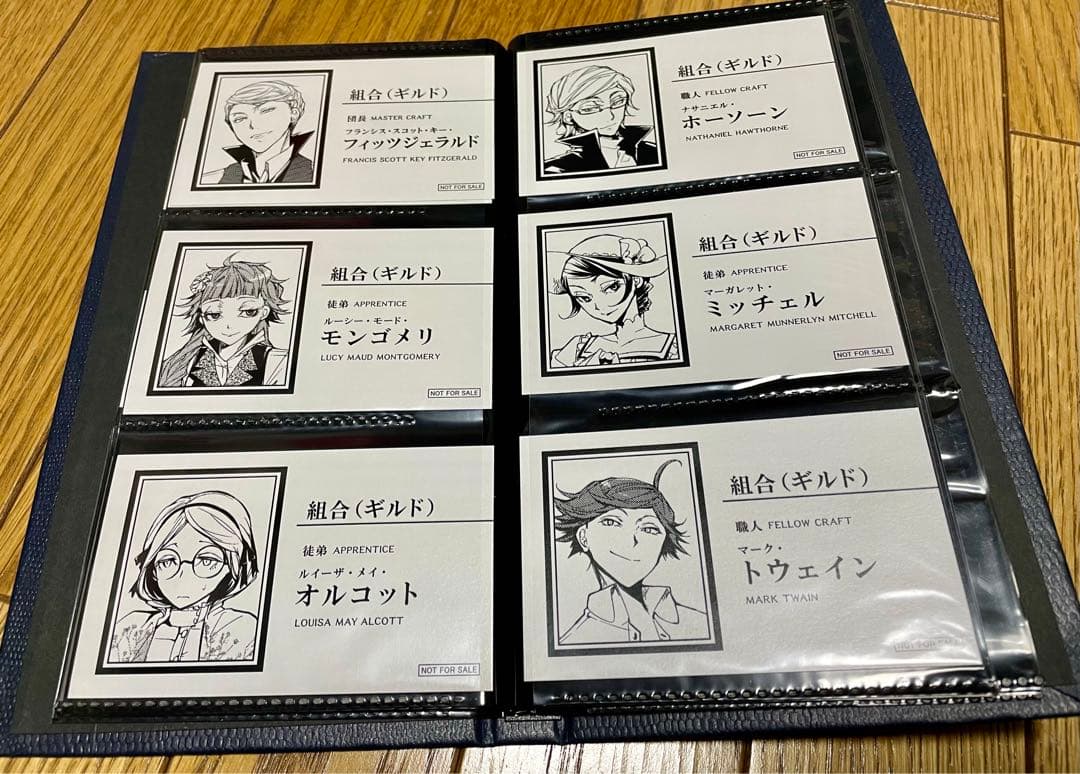 組合(ギルド)
団長 MASTER CRAFT
フランシス・スコット・キー・
フィッツジェラルド
FRANCIS SCOTT KEY FITZGERALD
NOT FOR SALE
組合(ギルド)
徒弟 APPRENTICE
ルーシー・モード・
モンゴメリ
LUCY MAUD MONTGOMERY
NOT FOR SALE
組合(ギルド)
徒弟 APPRENTICE
ルイーザ・メイ・
オルコット
LOUISA MAY ALCOTT
NOT FOR SALE
組合(ギルド)
職人 FELLOW CRAFT
ナサニエル・
ホーソーン
NATHANIEL HAWTHORNE
NOT FOR SALE
組合(ギルド)
徒弟 APPRENTICE
マーガレット・
ミッチェル
MARGARET MUNNERLYN MITCHELL
NOT FOR SALE
組合(ギルド)
職人 FELLOW CRAFT
マーク・
トウェイン
MARK TWAIN
NOT FOR SALE